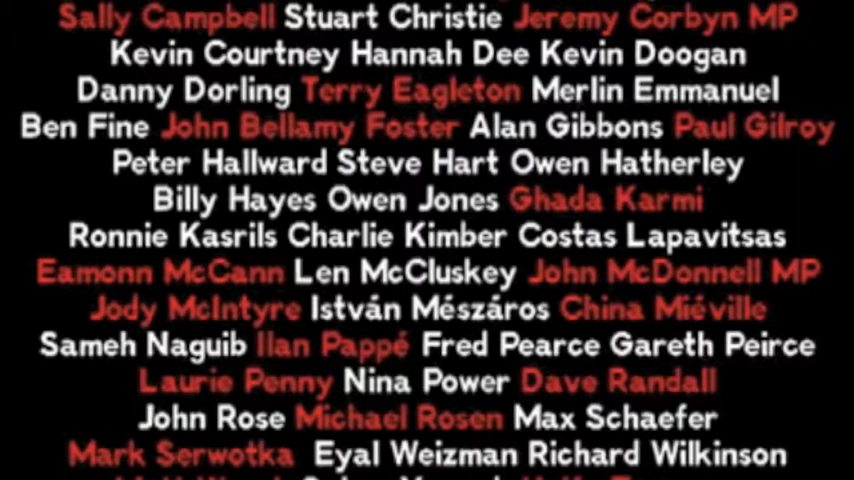 Sally Campbell Stuart Christie Jeremy Corbyn MP
Kevin Courtney Hannah Dee Kevin Doogan
Danny Dorling Terry Eagleton Merlin Emmanuel
Ben Fine John Bellamy Foster Alan Gibbons Paul Gilroy
Peter Hallward Steve Hart Owen Hatherley
Billy Hayes Owen Jones Ghada Karmi
Ronnie Kasrils Charlie Kimber Costas Lapavitsas
Eamonn McCann Len McCluskey John McDonnell MP
Jody McIntyre István Mészáros China Miéville
Sameh Naguib Ilan Pappé Fred Pearce Gareth Peirce
Laurie Penny Nina Power Dave Randall
John Rose Michael Rosen Max Schaefer
Mark Serwotka Eyal Weizman Richard Wilkinson